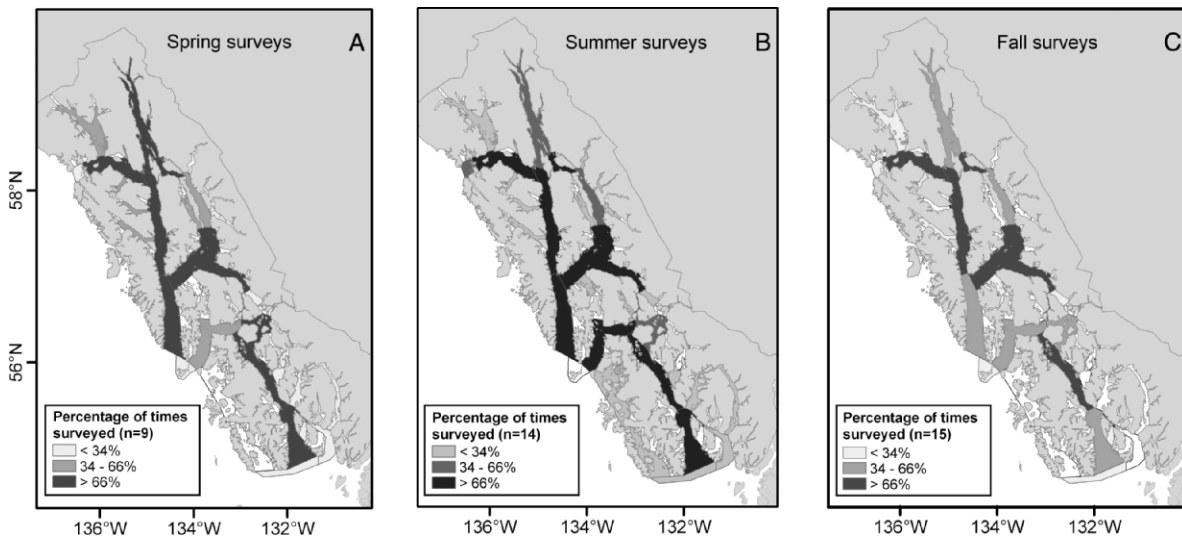 Spring surveys A
58°N
56°N
Percentage of times
surveyed (n=9)
< 34%
34 - 66%
> 66%
136°W 134°W 132°W
Summer surveys B
Percentage of times
surveyed (n=14)
< 34%
34 - 66%
> 66%
136°W 134°W 132°W
Fall surveys C
Percentage of times
surveyed (n=15)
< 34%
34 - 66%
> 66%
136°W 134°W 132°W